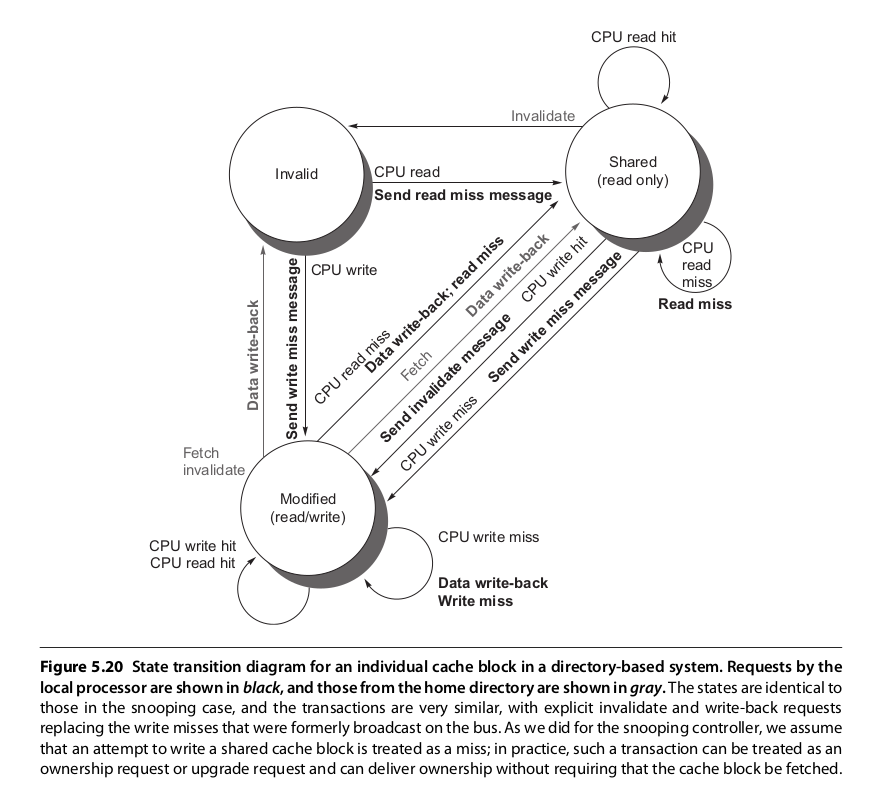 CPU read hit
Invalidate
Invalid
CPU read
Send read miss message
Shared
(read only)
CPU write
Send write miss message
Data write-back
Fetch
invalidate
CPU read miss
Data write-back; read miss
Fetch
Data write-back
Send invalidate message
CPU write hit
CPU write miss
Send write miss message
CPU
read
miss
Read miss
Modified
(read/write)
CPU write hit
CPU read hit
CPU write miss
Data write-back
Write miss
Figure 5.20 State transition diagram for an individual cache block in a directory-based system. Requests by the
local processor are shown in black, and those from the home directory are shown in gray. The states are identical to
those in the snooping case, and the transactions are very similar, with explicit invalidate and write-back requests
replacing the write misses that were formerly broadcast on the bus. As we did for the snooping controller, we assume
that an attempt to write a shared cache block is treated as a miss; in practice, such a transaction can be treated as an
ownership request or upgrade request and can deliver ownership without requiring that the cache block be fetched.